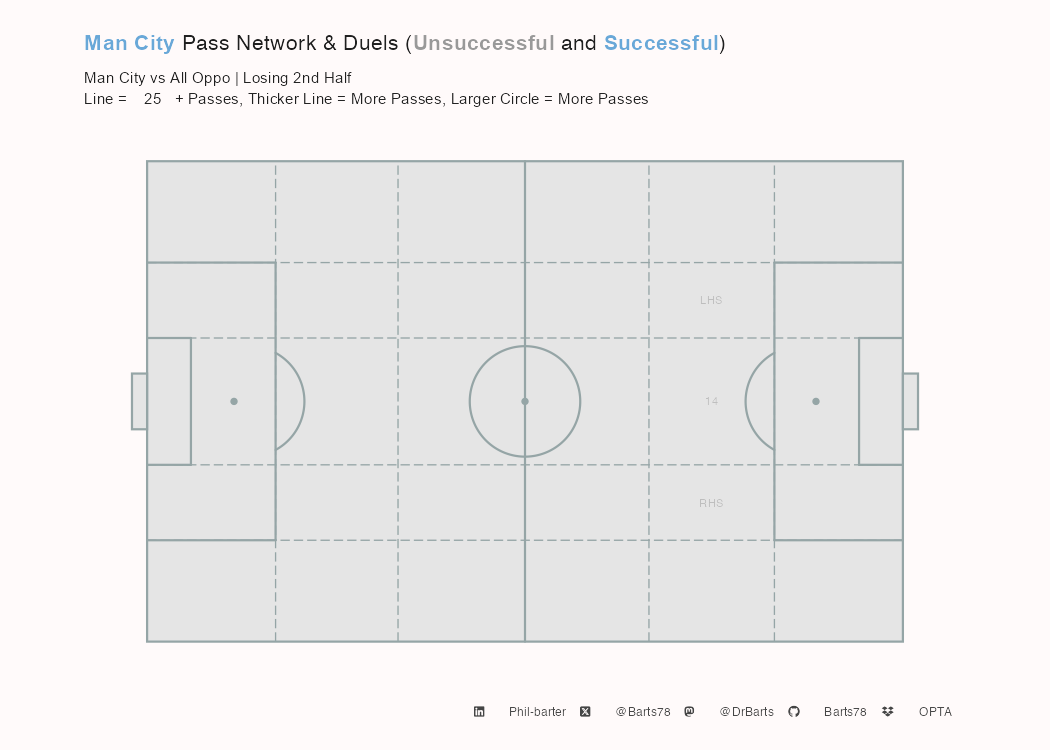 Man City Pass Network & Duels (Unsuccessful and Successful)
Man City vs All Oppo | Losing 2nd Half
Line = 25 + Passes, Thicker Line = More Passes, Larger Circle = More Passes
LHS
14
RHS
Phil-barter @Barts78 @DrBarts Barts78 OPTA